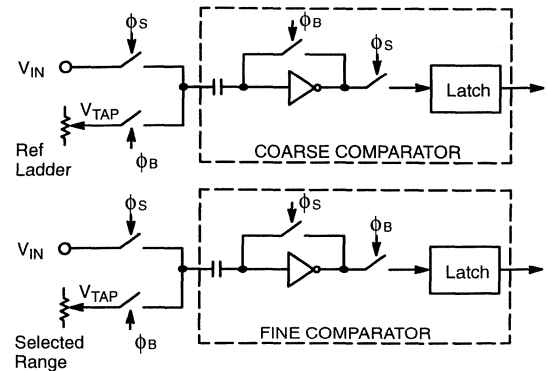 ϕS
ϕB
ϕS
VIN
VTAP
Latch
Ref
Ladder
ϕB
COARSE COMPARATOR
ϕS
ϕS
ϕB
VIN
VTAP
Latch
Selected
Range
ϕB
FINE COMPARATOR